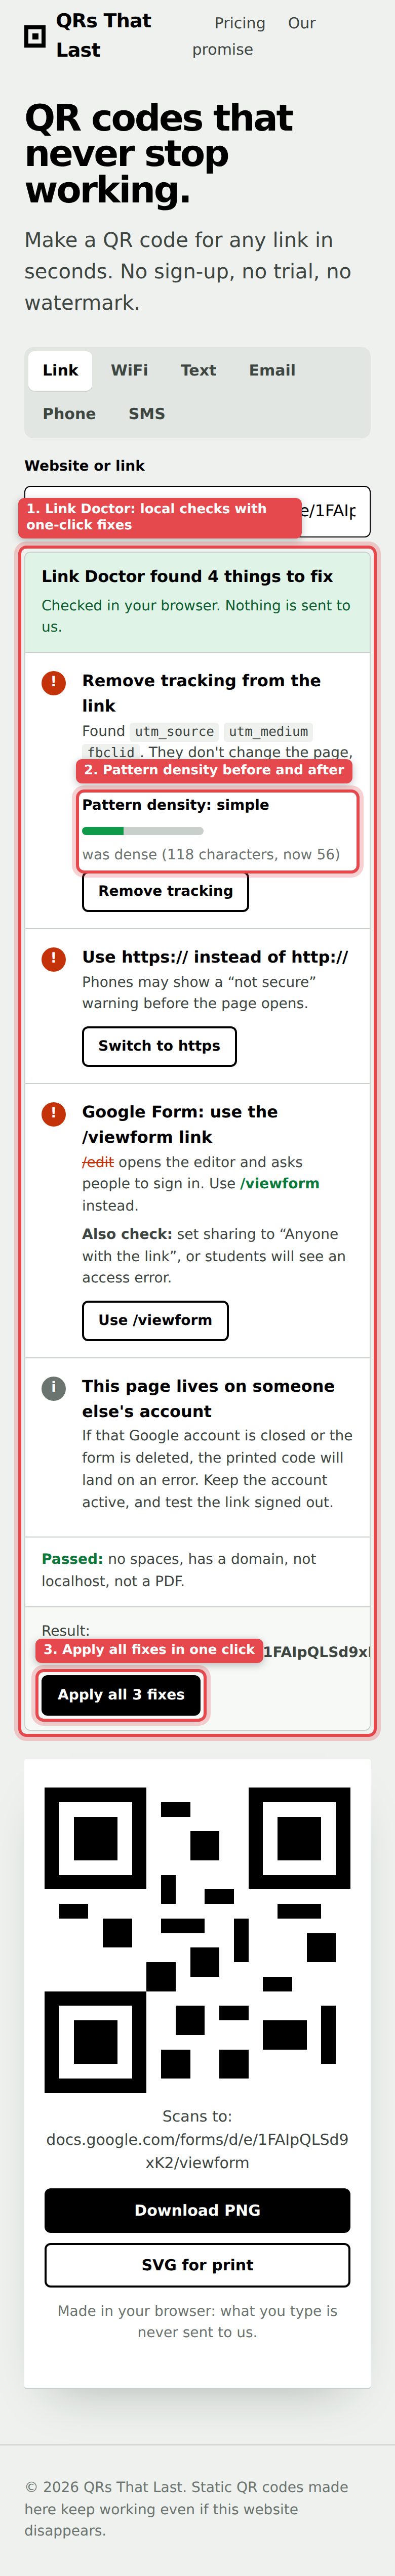 QRs That
Last
Pricing Our
promise
QR codes that
never stop
working.
Make a QR code for any link in
seconds. No sign-up, no trial, no
watermark.
Link WiFi Text Email
Phone SMS
Website or link
1. Link Doctor: local checks with
one-click fixes
e/1FAIp
Link Doctor found 4 things to fix
Checked in your browser. Nothing is sent to
us.
! Remove tracking from the
link
Found utm_source utm_medium
fbclid. They don't change the page,
2. Pattern density before and after
Pattern density: simple
was dense (118 characters, now 56)
Remove tracking
! Use https:// instead of http://
Phones may show a “not secure”
warning before the page opens.
Switch to https
! Google Form: use the
/viewform link
/edit opens the editor and asks
people to sign in. Use /viewform
instead.
Also check: set sharing to “Anyone
with the link”, or students will see an
access error.
Use /viewform
i This page lives on someone
else's account
If that Google account is closed or the
form is deleted, the printed code will
land on an error. Keep the account
active, and test the link signed out.
Passed: no spaces, has a domain, not
localhost, not a PDF.
Result:
3. Apply all fixes in one click
1FAIpQLSd9x
Apply all 3 fixes
Scans to:
docs.google.com/forms/d/e/1FAIpQLSd9
xK2/viewform
Download PNG
SVG for print
Made in your browser: what you type is
never sent to us.
© 2026 QRs That Last. Static QR codes made
here keep working even if this website
disappears.